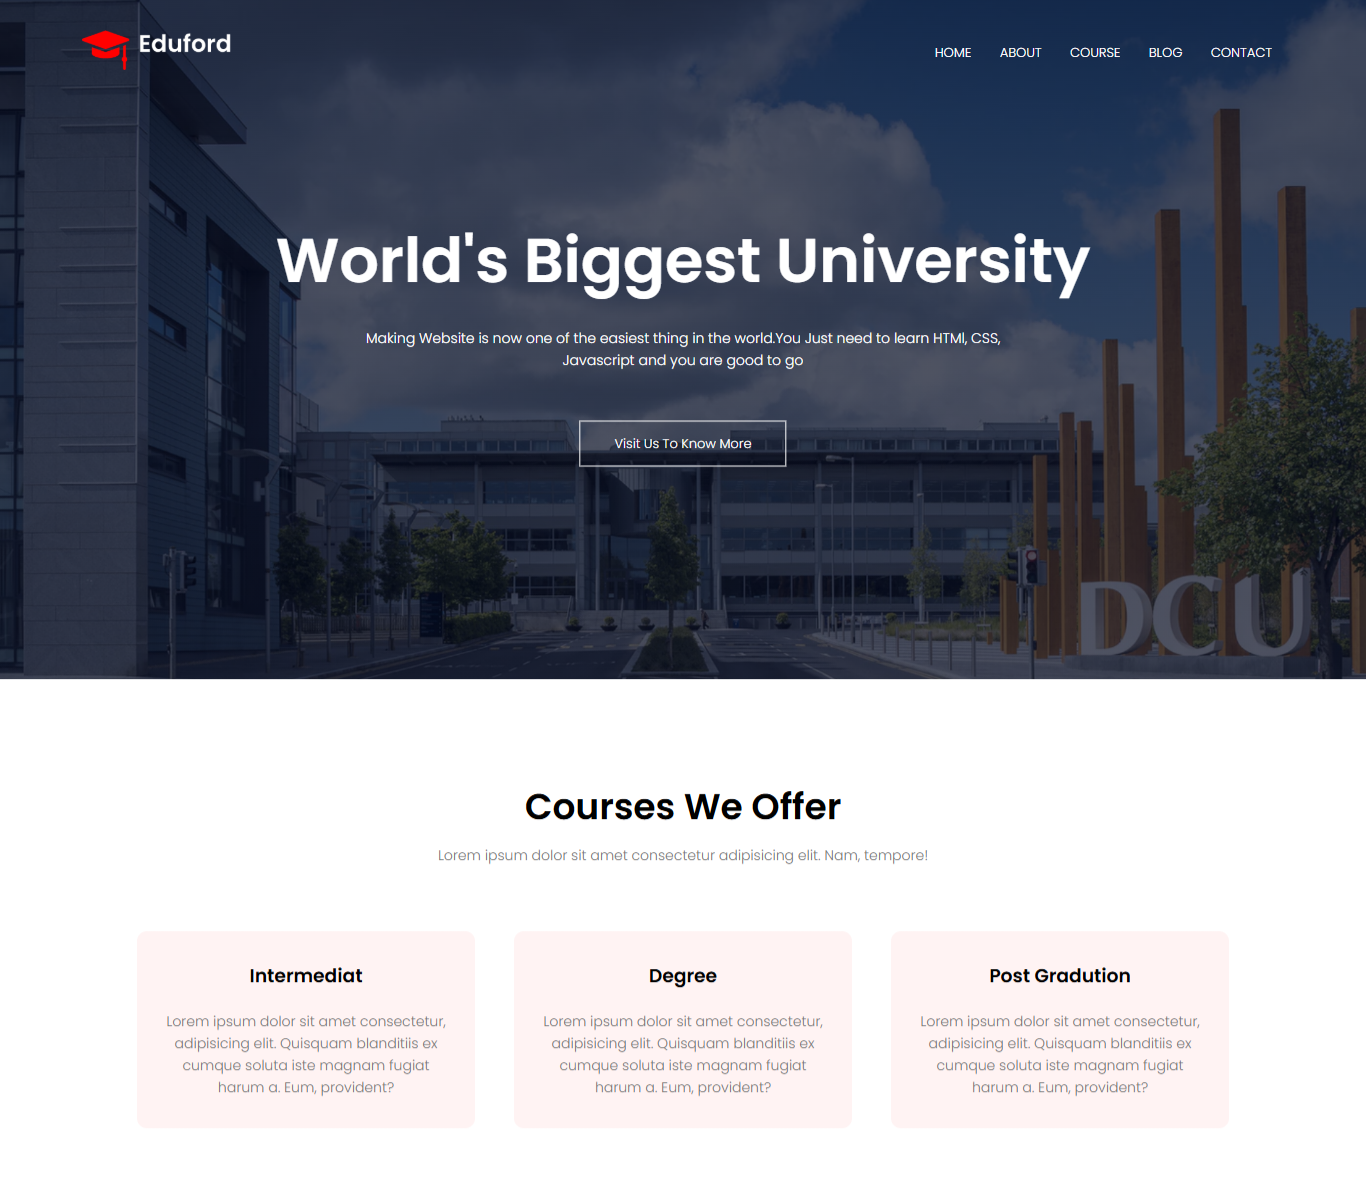 Eduford
HOME ABOUT COURSE BLOG CONTACT
World's Biggest University
Making Website is now one of the easiest thing in the world.You Just need to learn HTMl, CSS,
Javascript and you are good to go
Visit Us To Know More
DCU
Courses We Offer
Lorem ipsum dolor sit amet consectetur adipisicing elit. Nam, tempore!
Intermediat
Lorem ipsum dolor sit amet consectetur,
adipisicing elit. Quisquam blanditiis ex
cumque soluta iste magnam fugiat
harum a. Eum, provident?
Degree
Lorem ipsum dolor sit amet consectetur,
adipisicing elit. Quisquam blanditiis ex
cumque soluta iste magnam fugiat
harum a. Eum, provident?
Post Gradution
Lorem ipsum dolor sit amet consectetur,
adipisicing elit. Quisquam blanditiis ex
cumque soluta iste magnam fugiat
harum a. Eum, provident?